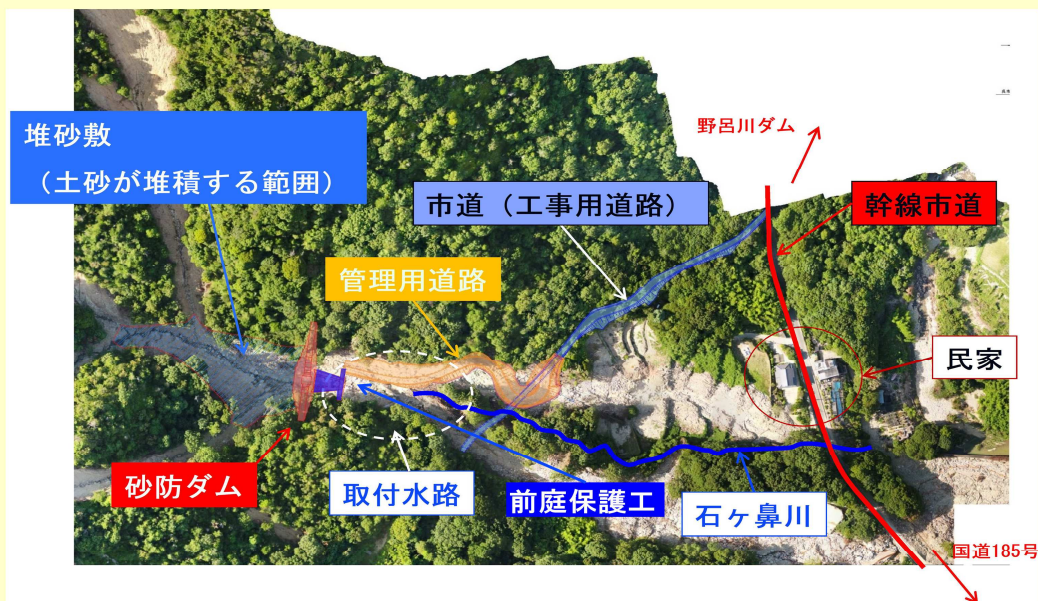 野呂川ダム
堆砂敷
（土砂が堆積する範囲）
市道（工事用道路）
幹線市道
管理用道路
民家
砂防ダム
取付水路
前庭保護工
石ヶ鼻川
国道185号